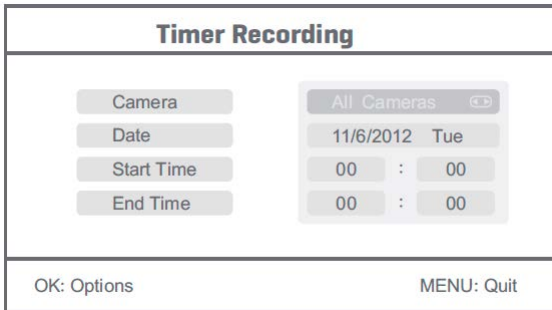 Timer Recording
Camera All Cameras
Date 11/6/2012 Tue
Start Time 00 : 00
End Time 00 : 00
OK: Options MENU: Quit